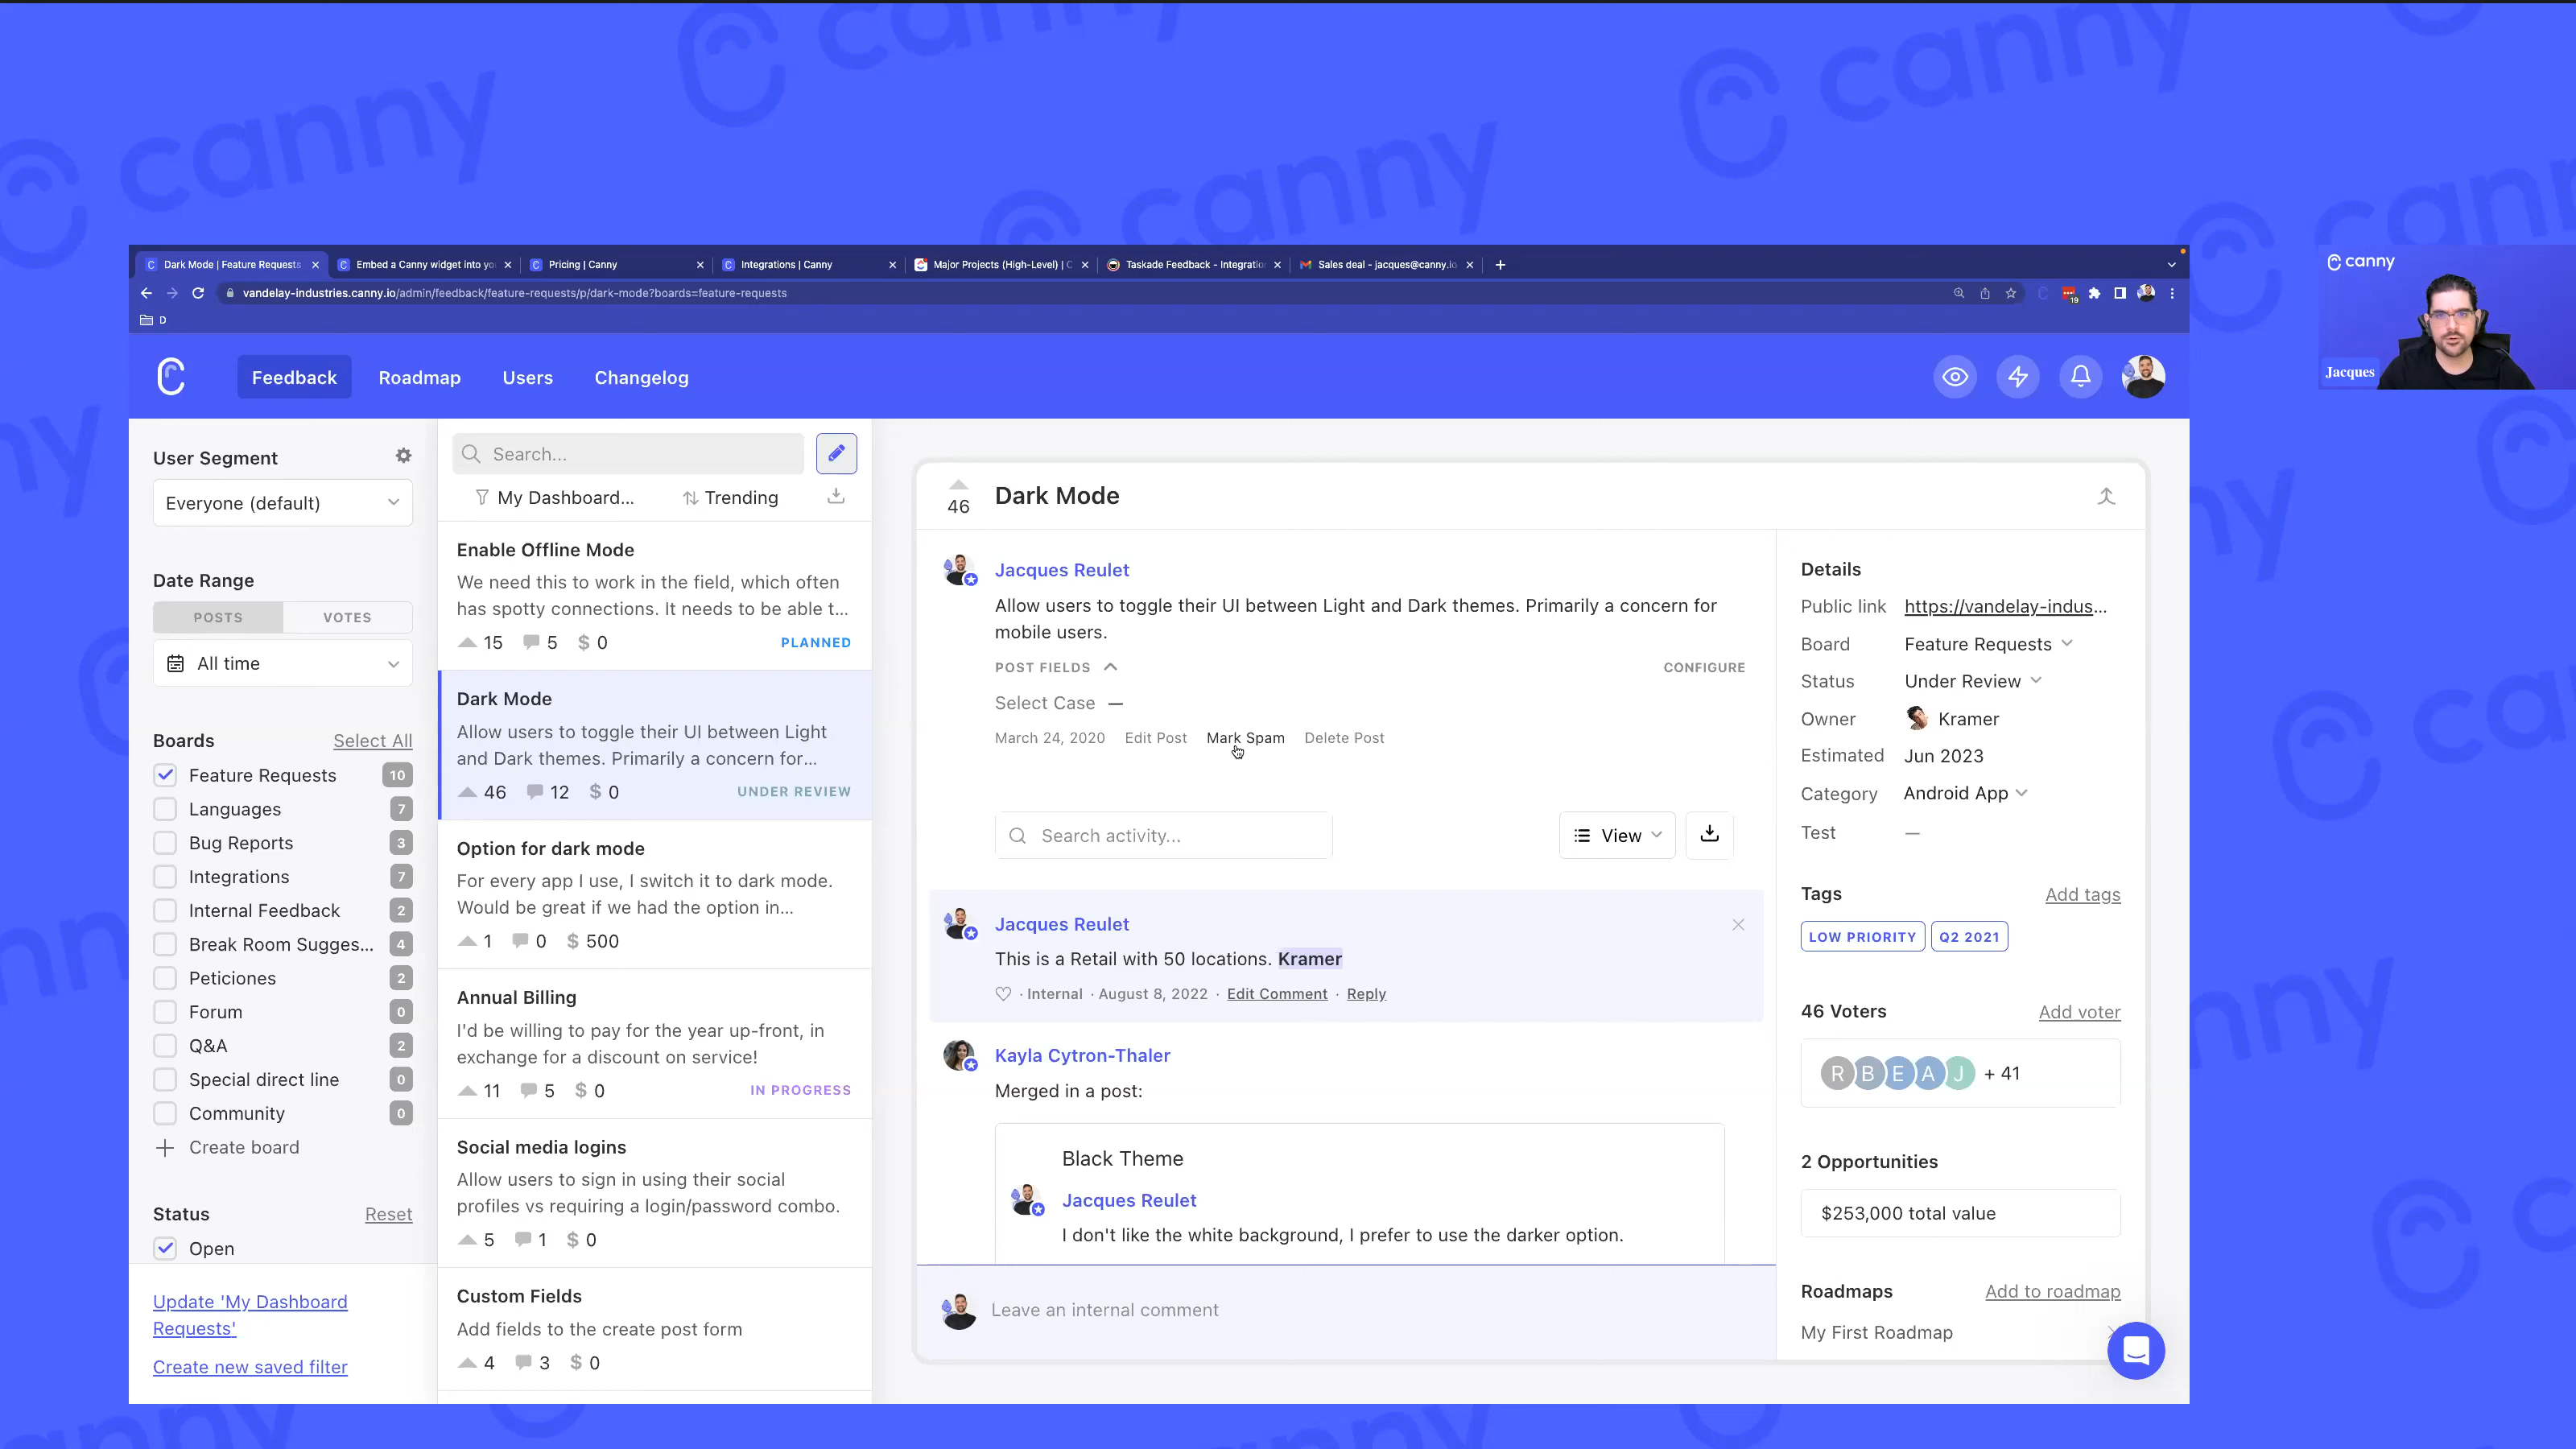 canny
canny
canny
canny
canny
Dark Mode | Feature Requests
Embed a Canny widget into yo
Pricing | Canny
Integrations | Canny
Major Projects (High-Level) | C
Taskade Feedback - Integratio
Sales deal - jacques@canny.io
vandelay-industries.canny.io/admin/feedback/feature-requests/p/dark-mode?boards=feature-requests
19
D
Jacques
Feedback
Roadmap
Users
Changelog
User Segment
Everyone (default)
Date Range
POSTS
VOTES
All time
Boards
Select All
Feature Requests 10
Languages 7
Bug Reports 3
Integrations 7
Internal Feedback 2
Break Room Sugges... 4
Peticiones 2
Forum 0
Q&A 2
Special direct line 0
Community 0
Create board
Status
Reset
Open
Update 'My Dashboard
Requests'
Create new saved filter
Search...
My Dashboard...
Trending
Enable Offline Mode
We need this to work in the field, which often
has spotty connections. It needs to be able t...
15 5 $ 0 PLANNED
Dark Mode
Allow users to toggle their UI between Light
and Dark themes. Primarily a concern for...
46 12 $ 0 UNDER REVIEW
Option for dark mode
For every app I use, I switch it to dark mode.
Would be great if we had the option in...
1 0 $ 500
Annual Billing
I'd be willing to pay for the year up-front, in
exchange for a discount on service!
11 5 $ 0 IN PROGRESS
Social media logins
Allow users to sign in using their social
profiles vs requiring a login/password combo.
5 1 $ 0
Custom Fields
Add fields to the create post form
4 3 $ 0
46
Dark Mode
Jacques Reulet
Allow users to toggle their UI between Light and Dark themes. Primarily a concern for
mobile users.
POST FIELDS
CONFIGURE
Select Case —
March 24, 2020 Edit Post Mark Spam Delete Post
Search activity...
View
Jacques Reulet
This is a Retail with 50 locations. Kramer
· Internal · August 8, 2022 · Edit Comment · Reply
Kayla Cytron-Thaler
Merged in a post:
Black Theme
Jacques Reulet
I don't like the white background, I prefer to use the darker option.
Leave an internal comment
Details
Public link https://vandelay-indus...
Board Feature Requests
Status Under Review
Owner Kramer
Estimated Jun 2023
Category Android App
Test —
Tags
Add tags
LOW PRIORITY
Q2 2021
46 Voters
Add voter
R B E A J + 41
2 Opportunities
$253,000 total value
Roadmaps
Add to roadmap
My First Roadmap